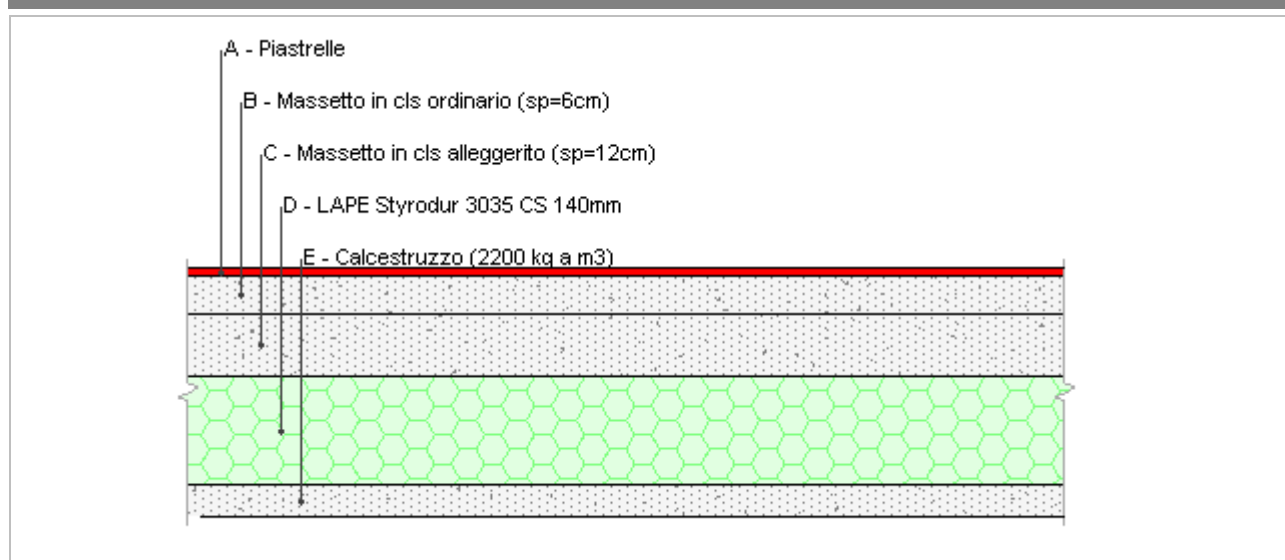 A - Piastrelle
B - Massetto in cls ordinario (sp=6cm)
C - Massetto in cls alleggerito (sp=12cm)
D - LAPE Styrodur 3035 CS 140mm
E - Calcestruzzo (2200 kg a m3)